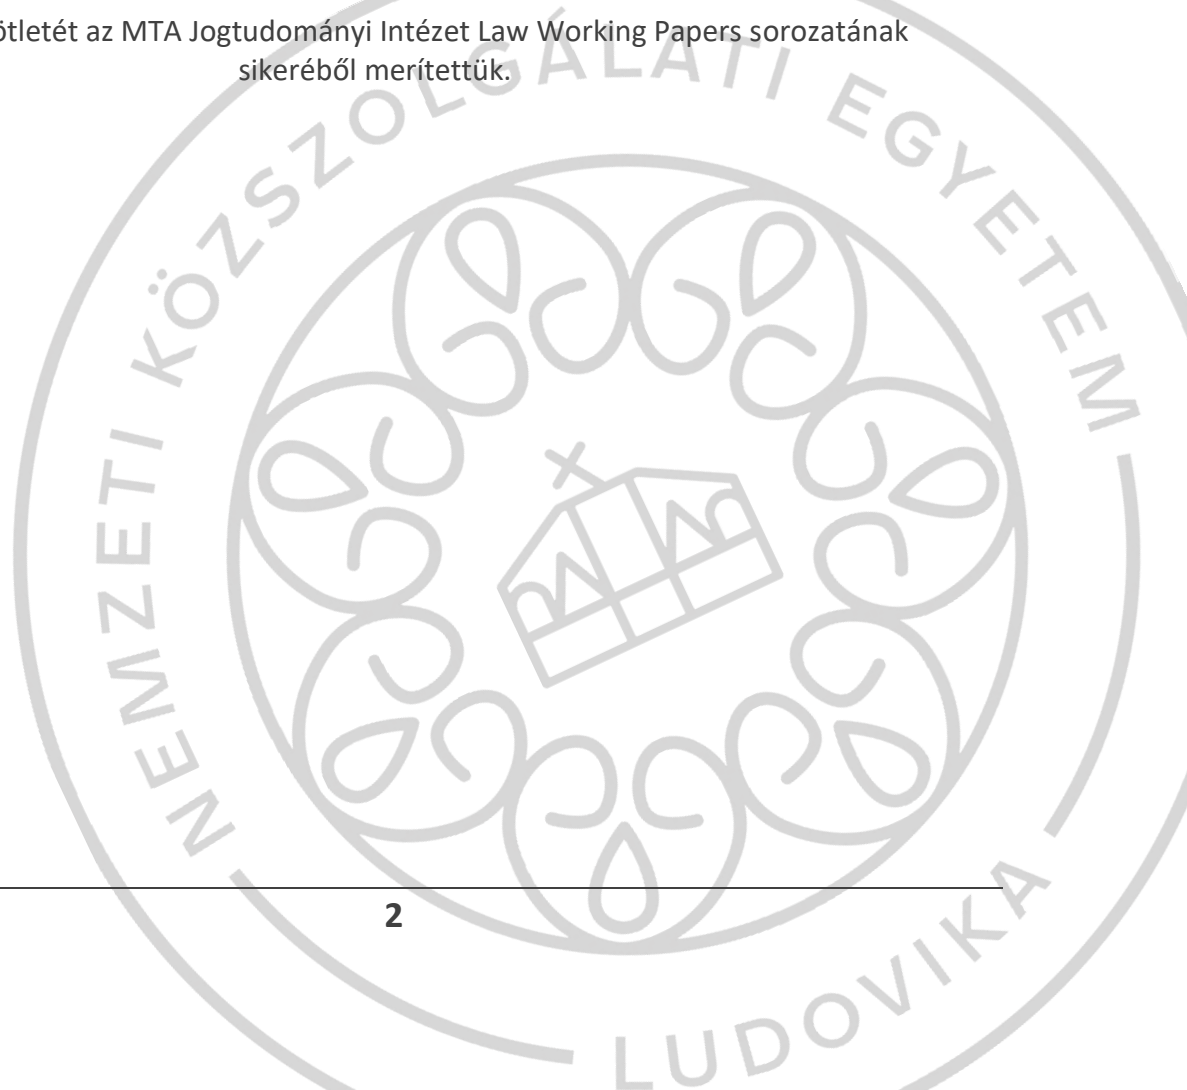 ötletét az MTA Jogtudományi Intézet Law Working Papers sorozatának
sikeréből merítettük.
NEMZETI KÖZSZOLGÁLATI EGYETEM
2
LUDOVIKA